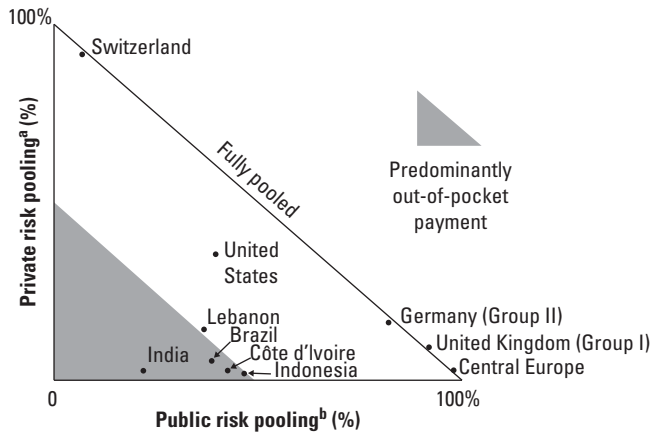 100%
Switzerland
Private risk poolingᵃ (%)
Fully pooled
Predominantly
out-of-pocket
payment
United
States
Lebanon
Brazil
India
Côte d'Ivoire
Indonesia
Germany (Group II)
United Kingdom (Group I)
Central Europe
0
100%
Public risk poolingᵇ (%)